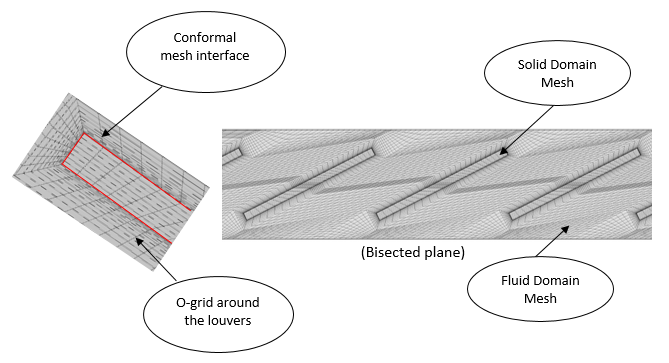 Conformal
mesh interface
Solid Domain
Mesh
(Bisected plane)
O-grid around
the louvers
Fluid Domain
Mesh